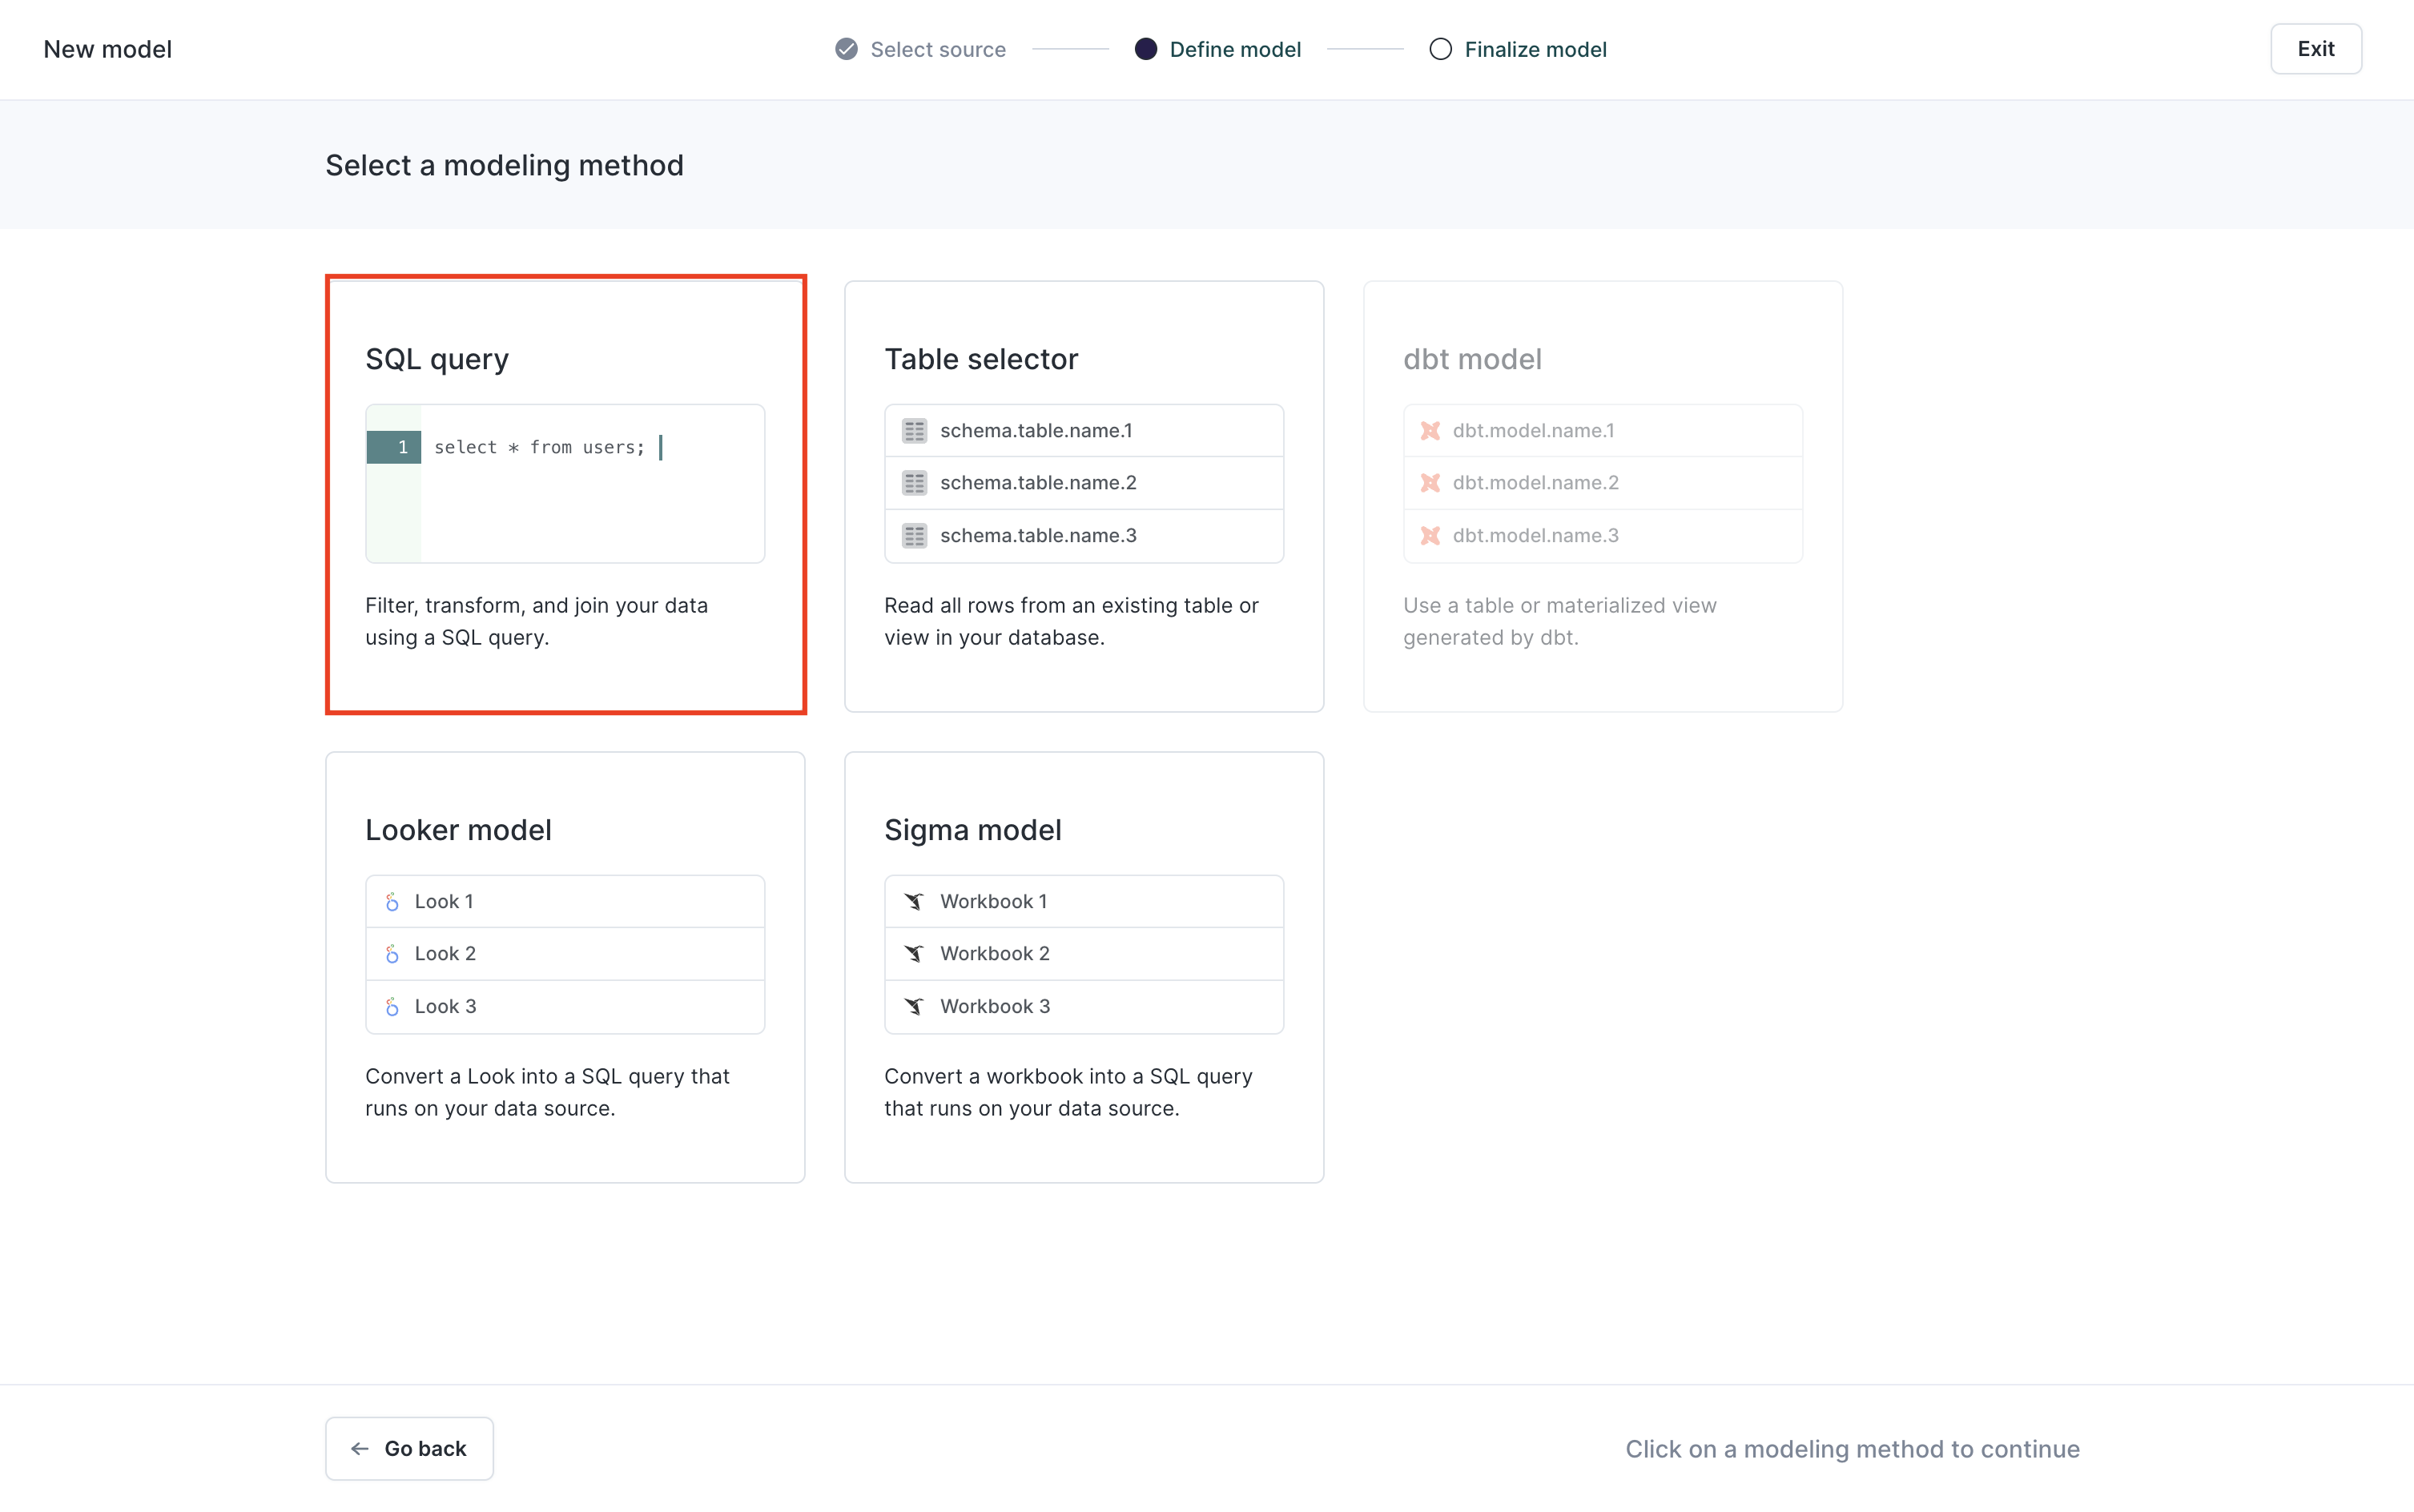 New model
Select source
Define model
Finalize model
Exit
Select a modeling method
SQL query
1 select * from users;
Filter, transform, and join your data
using a SQL query.
Table selector
schema.table.name.1
schema.table.name.2
schema.table.name.3
Read all rows from an existing table or
view in your database.
dbt model
dbt.model.name.1
dbt.model.name.2
dbt.model.name.3
Use a table or materialized view
generated by dbt.
Looker model
Look 1
Look 2
Look 3
Convert a Look into a SQL query that
runs on your data source.
Sigma model
Workbook 1
Workbook 2
Workbook 3
Convert a workbook into a SQL query
that runs on your data source.
Go back
Click on a modeling method to continue